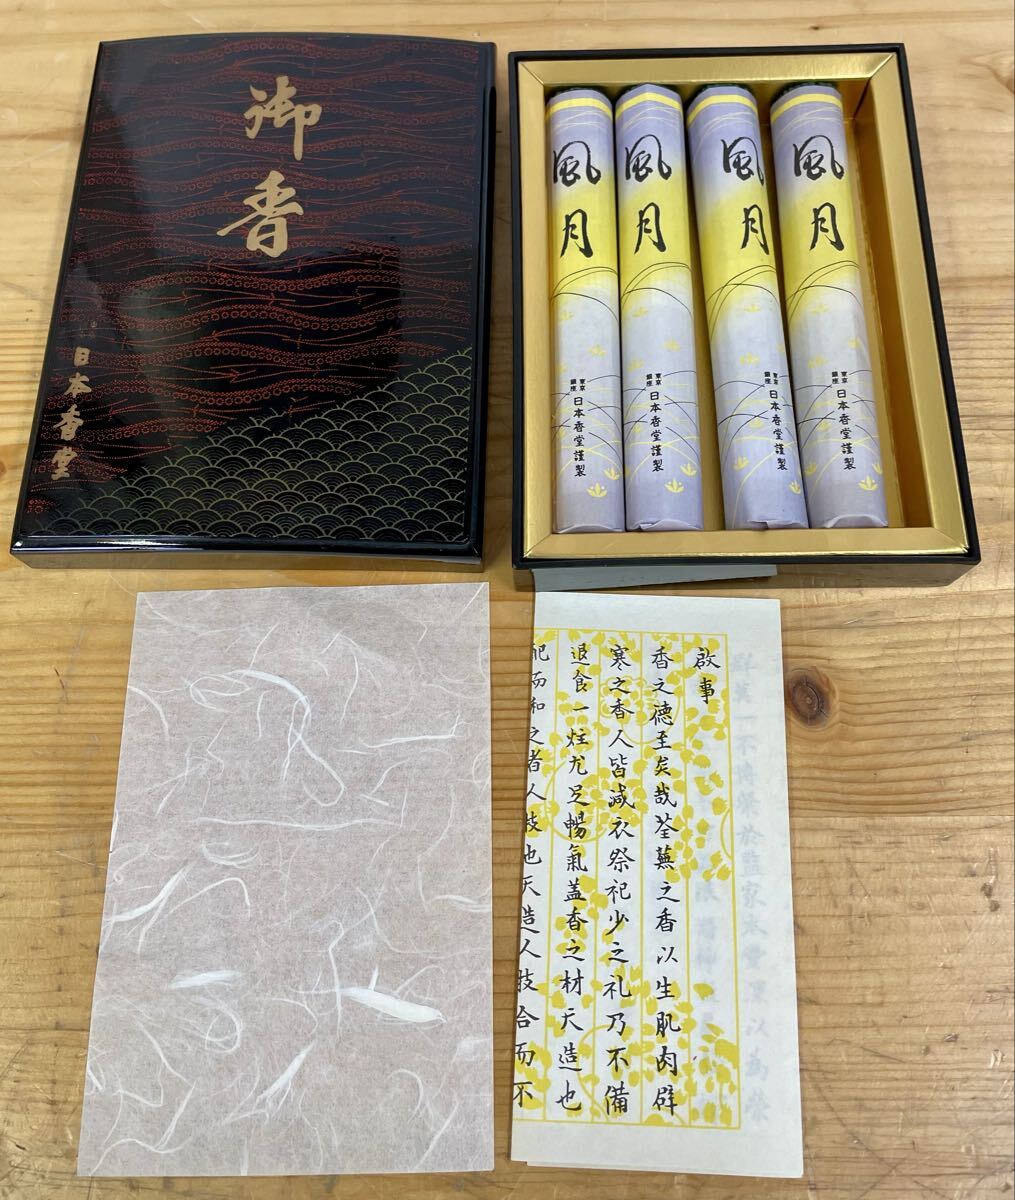 御香
日本香堂
風月
東京
銀座
日本香堂謹製
風月
東京
銀座
日本香堂謹製
風月
東京
銀座
日本香堂謹製
風月
東京
銀座
日本香堂謹製
啟事
香之德至矣哉荃蕪之香以生肌肉辟
寒之香人皆減衣祭祀少之礼乃不備
退食一炷尤足暢氣蓋香之材天造也
配而和之者人技也天造人技合而不